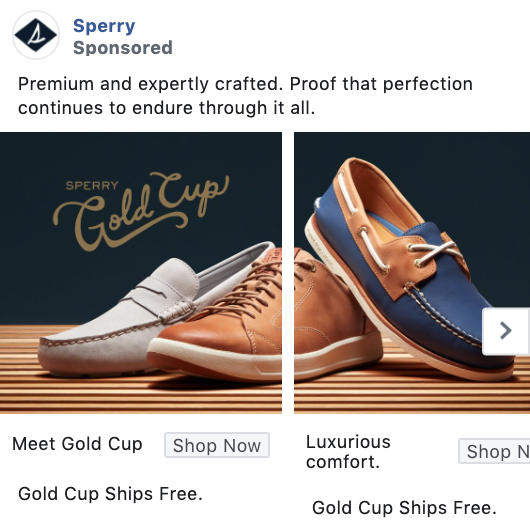 Sperry
Sponsored
Premium and expertly crafted. Proof that perfection
continues to endure through it all.
SPERRY
Gold Cup
Meet Gold Cup
Shop Now
Gold Cup Ships Free.
Luxurious
comfort.
Shop N
Gold Cup Ships Free.